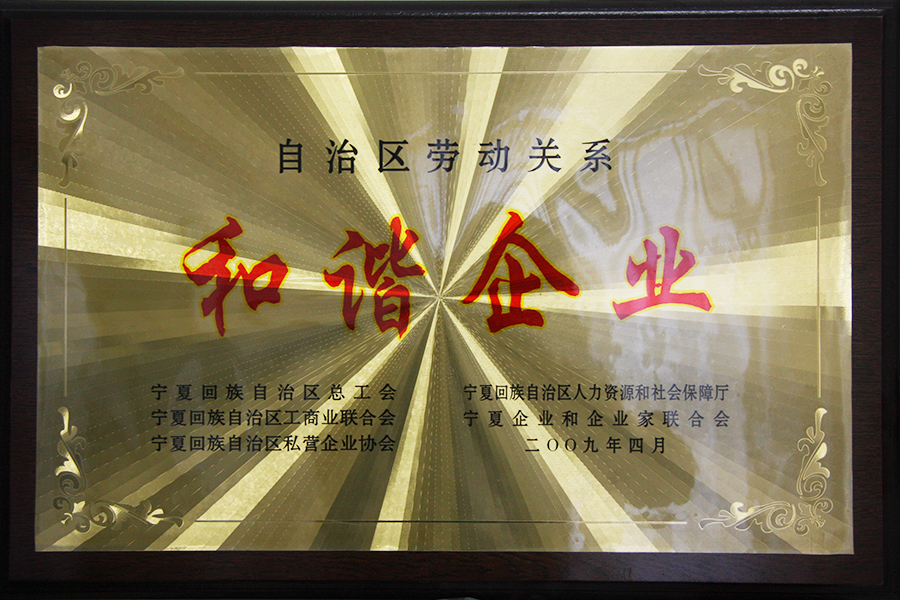 自治区劳动关系
和谐企业
宁夏回族自治区总工会
宁夏回族自治区工商业联合会
宁夏回族自治区私营企业协会
宁夏回族自治区人力资源和社会保障厅
宁夏企业和企业家联合会
二〇〇九年四月